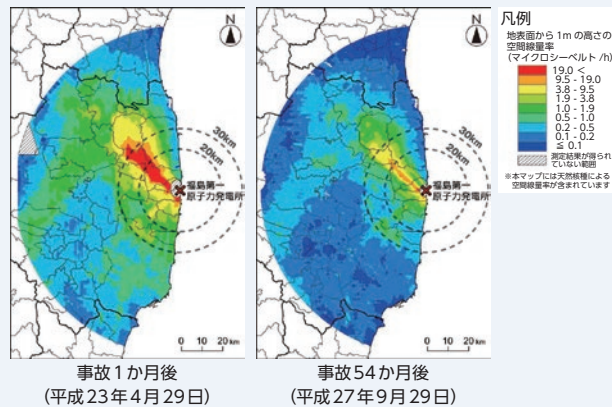 N
30km
20km
福島第一
原子力発電所
0 10 20 km
事故1か月後
(平成23年4月29日)
N
30km
20km
福島第一
原子力発電所
0 10 20 km
事故54か月後
(平成27年9月29日)
凡例
地表面から1mの高さの
空間線量率
(マイクロシーベルト/h)
19.0 <
9.5 - 19.0
3.8 - 9.5
1.9 - 3.8
1.0 - 1.9
0.5 - 1.0
0.2 - 0.5
0.1 - 0.2
≦ 0.1
測定結果が得られ
ていない範囲
※本マップには天然核種による
空間線量率が含まれています